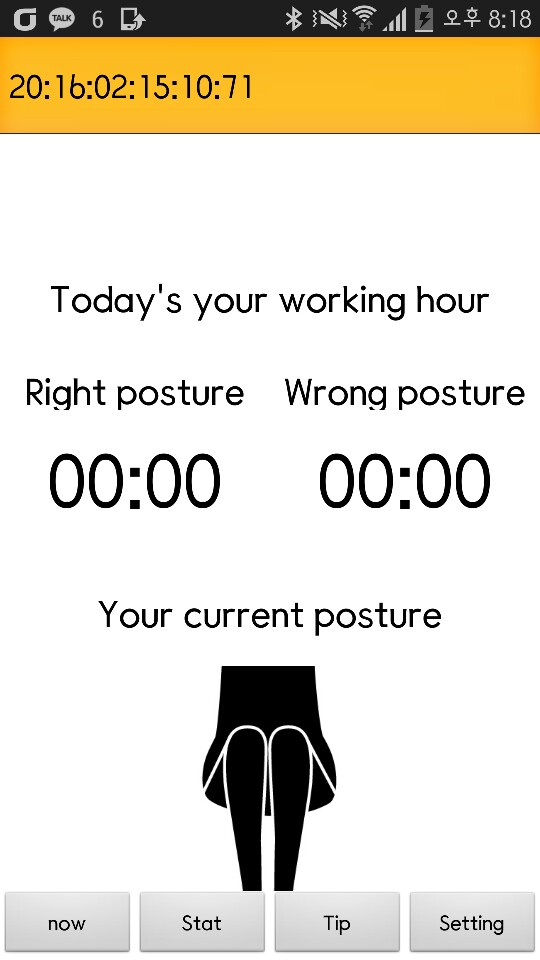 TALK 6 오후 8:18
20:16:02:15:10:71
Today's your working hour
Right posture Wrong posture
00:00 00:00
Your current posture
now Stat Tip Setting